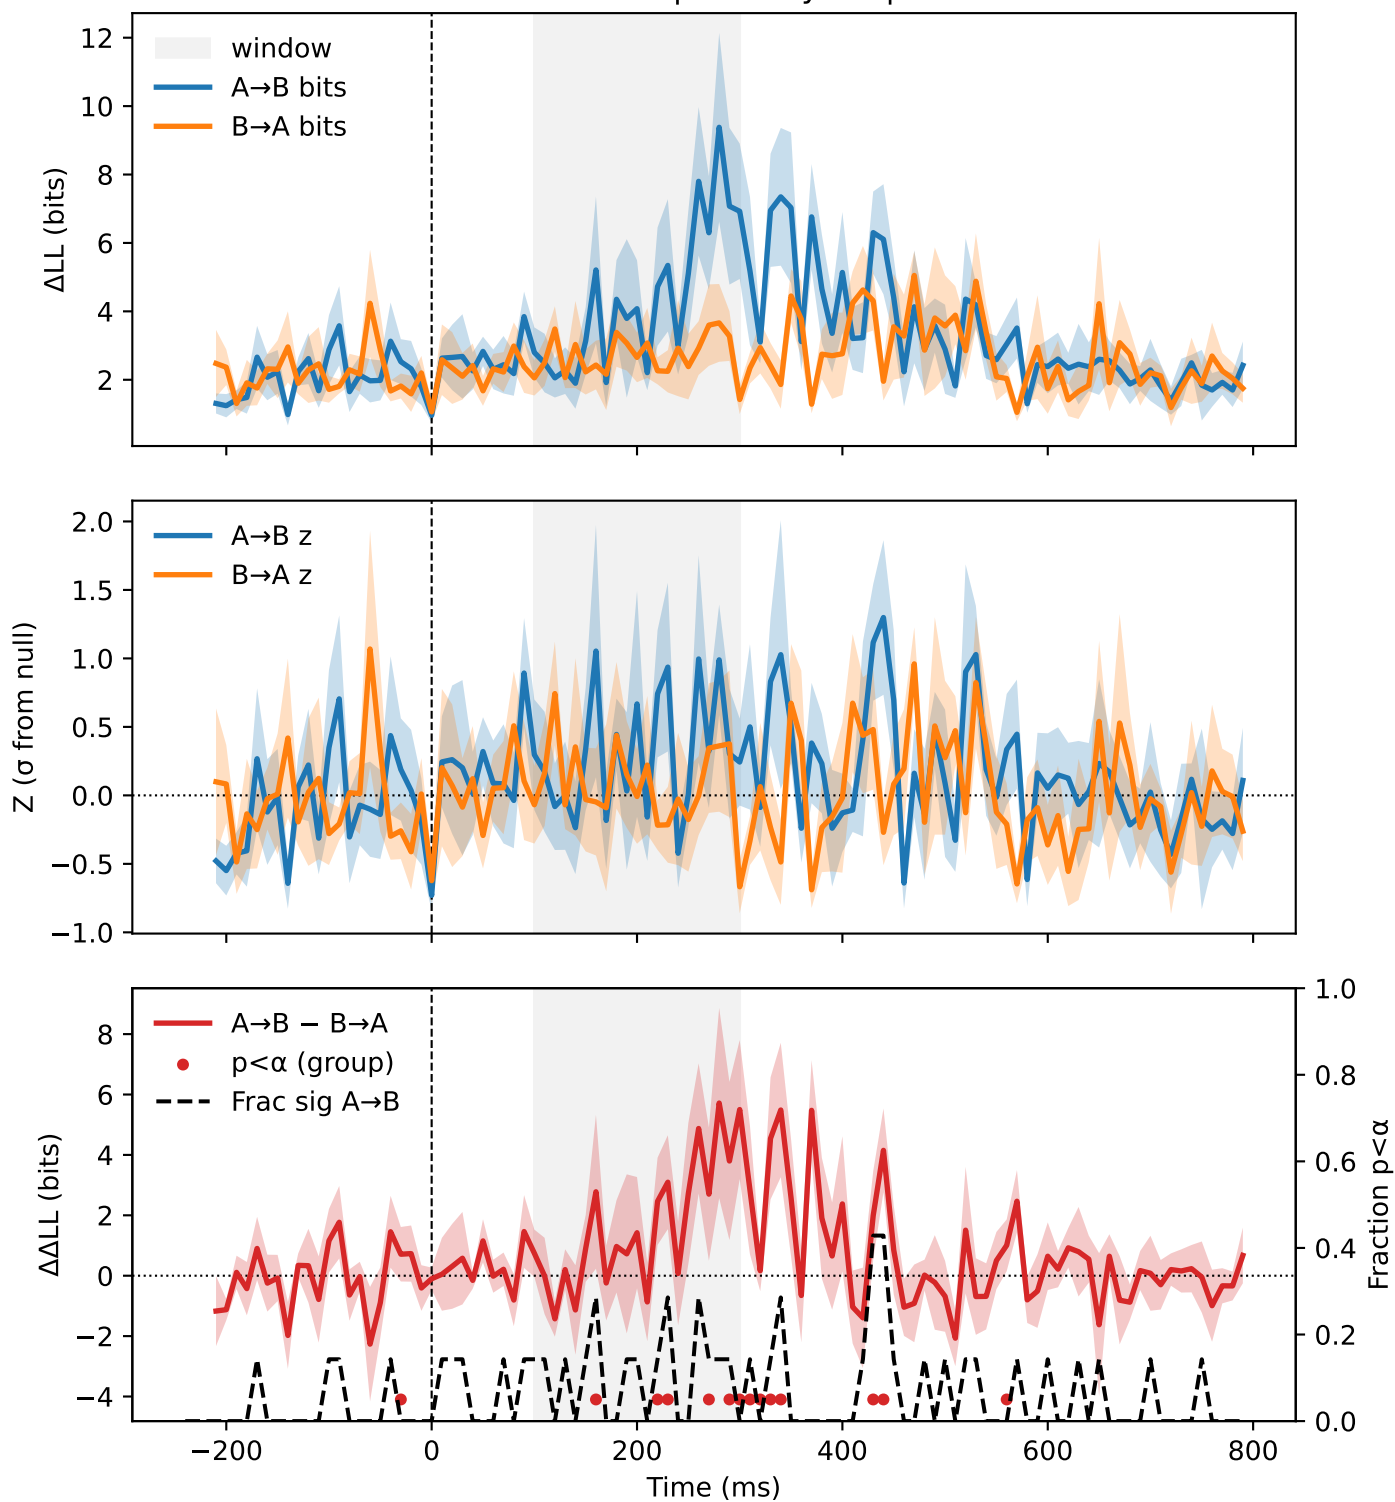 12
10
8
6
4
2
ΔLL (bits)
window
A→B bits
B→A bits
2.0
1.5
1.0
0.5
0.0
−0.5
−1.0
Z (σ from null)
A→B z
B→A z
8
6
4
2
0
−2
−4
ΔΔLL (bits)
A→B − B→A
p<α (group)
Frac sig A→B
1.0
0.8
0.6
0.4
0.2
0.0
Fraction p<α
−200 0 200 400 600 800
Time (ms)